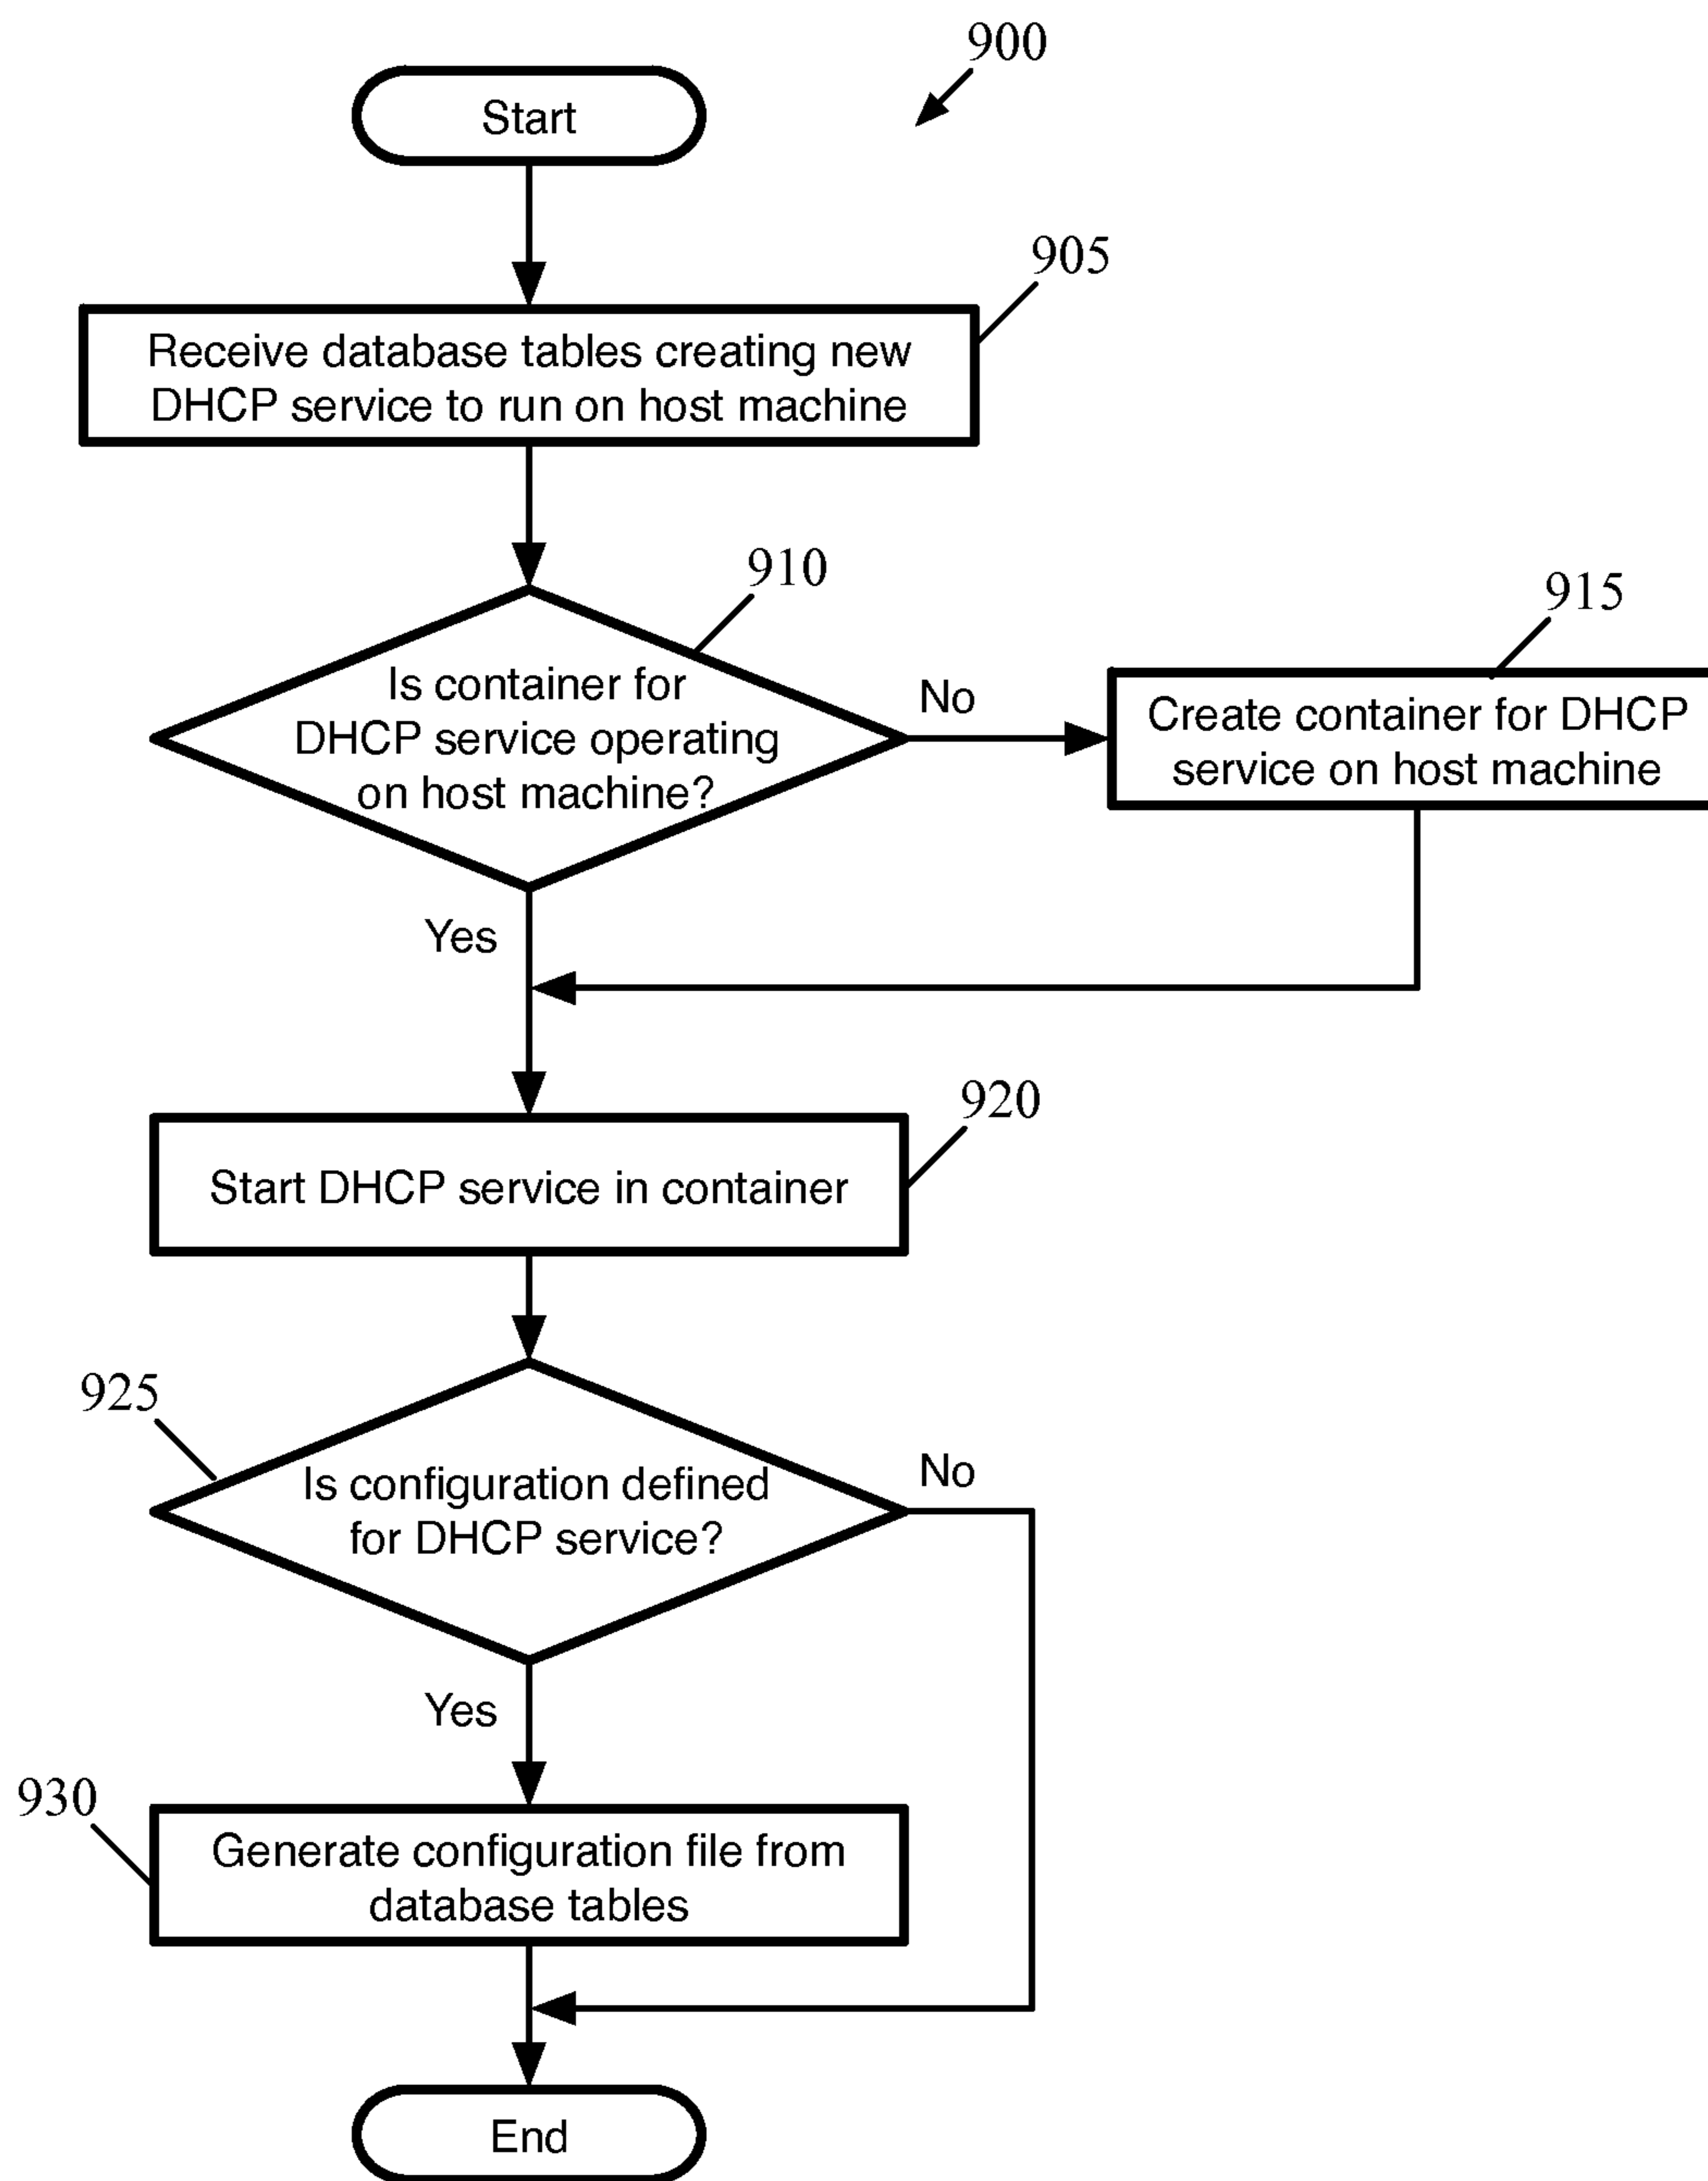 900
Start
905
Receive database tables creating new
DHCP service to run on host machine
910
Is container for
DHCP service operating
on host machine?
No
915
Create container for DHCP
service on host machine
Yes
920
Start DHCP service in container
925
Is configuration defined
for DHCP service?
No
Yes
930
Generate configuration file from
database tables
End